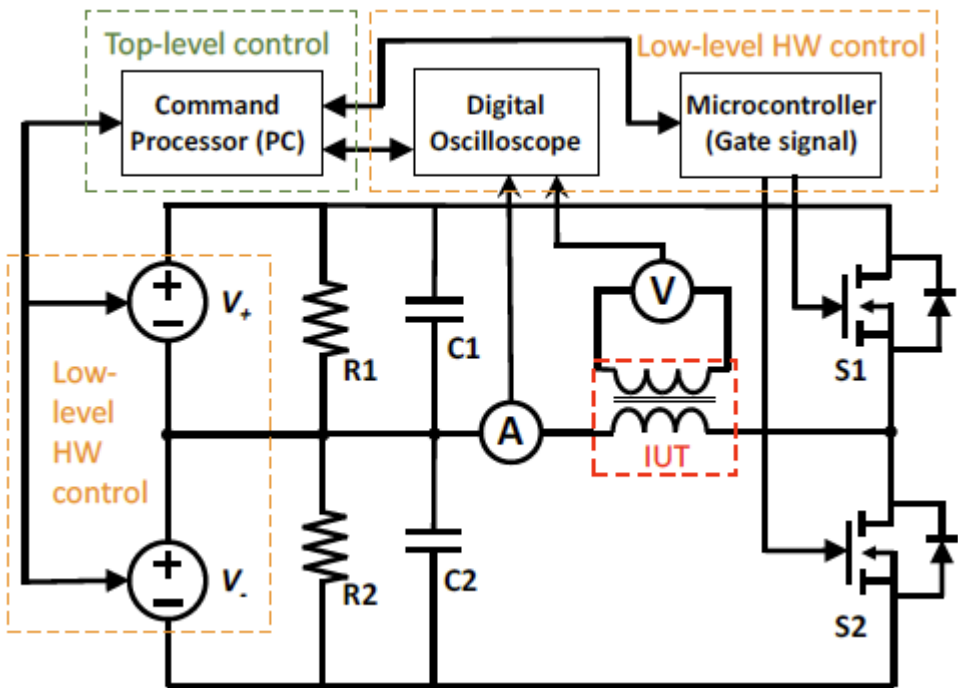 Top-level control
Low-level HW control
Command
Processor (PC)
Digital
Oscilloscope
Microcontroller
(Gate signal)
V+
R1
C1
V
S1
Low-
level
HW
control
A
IUT
V-
R2
C2
S2